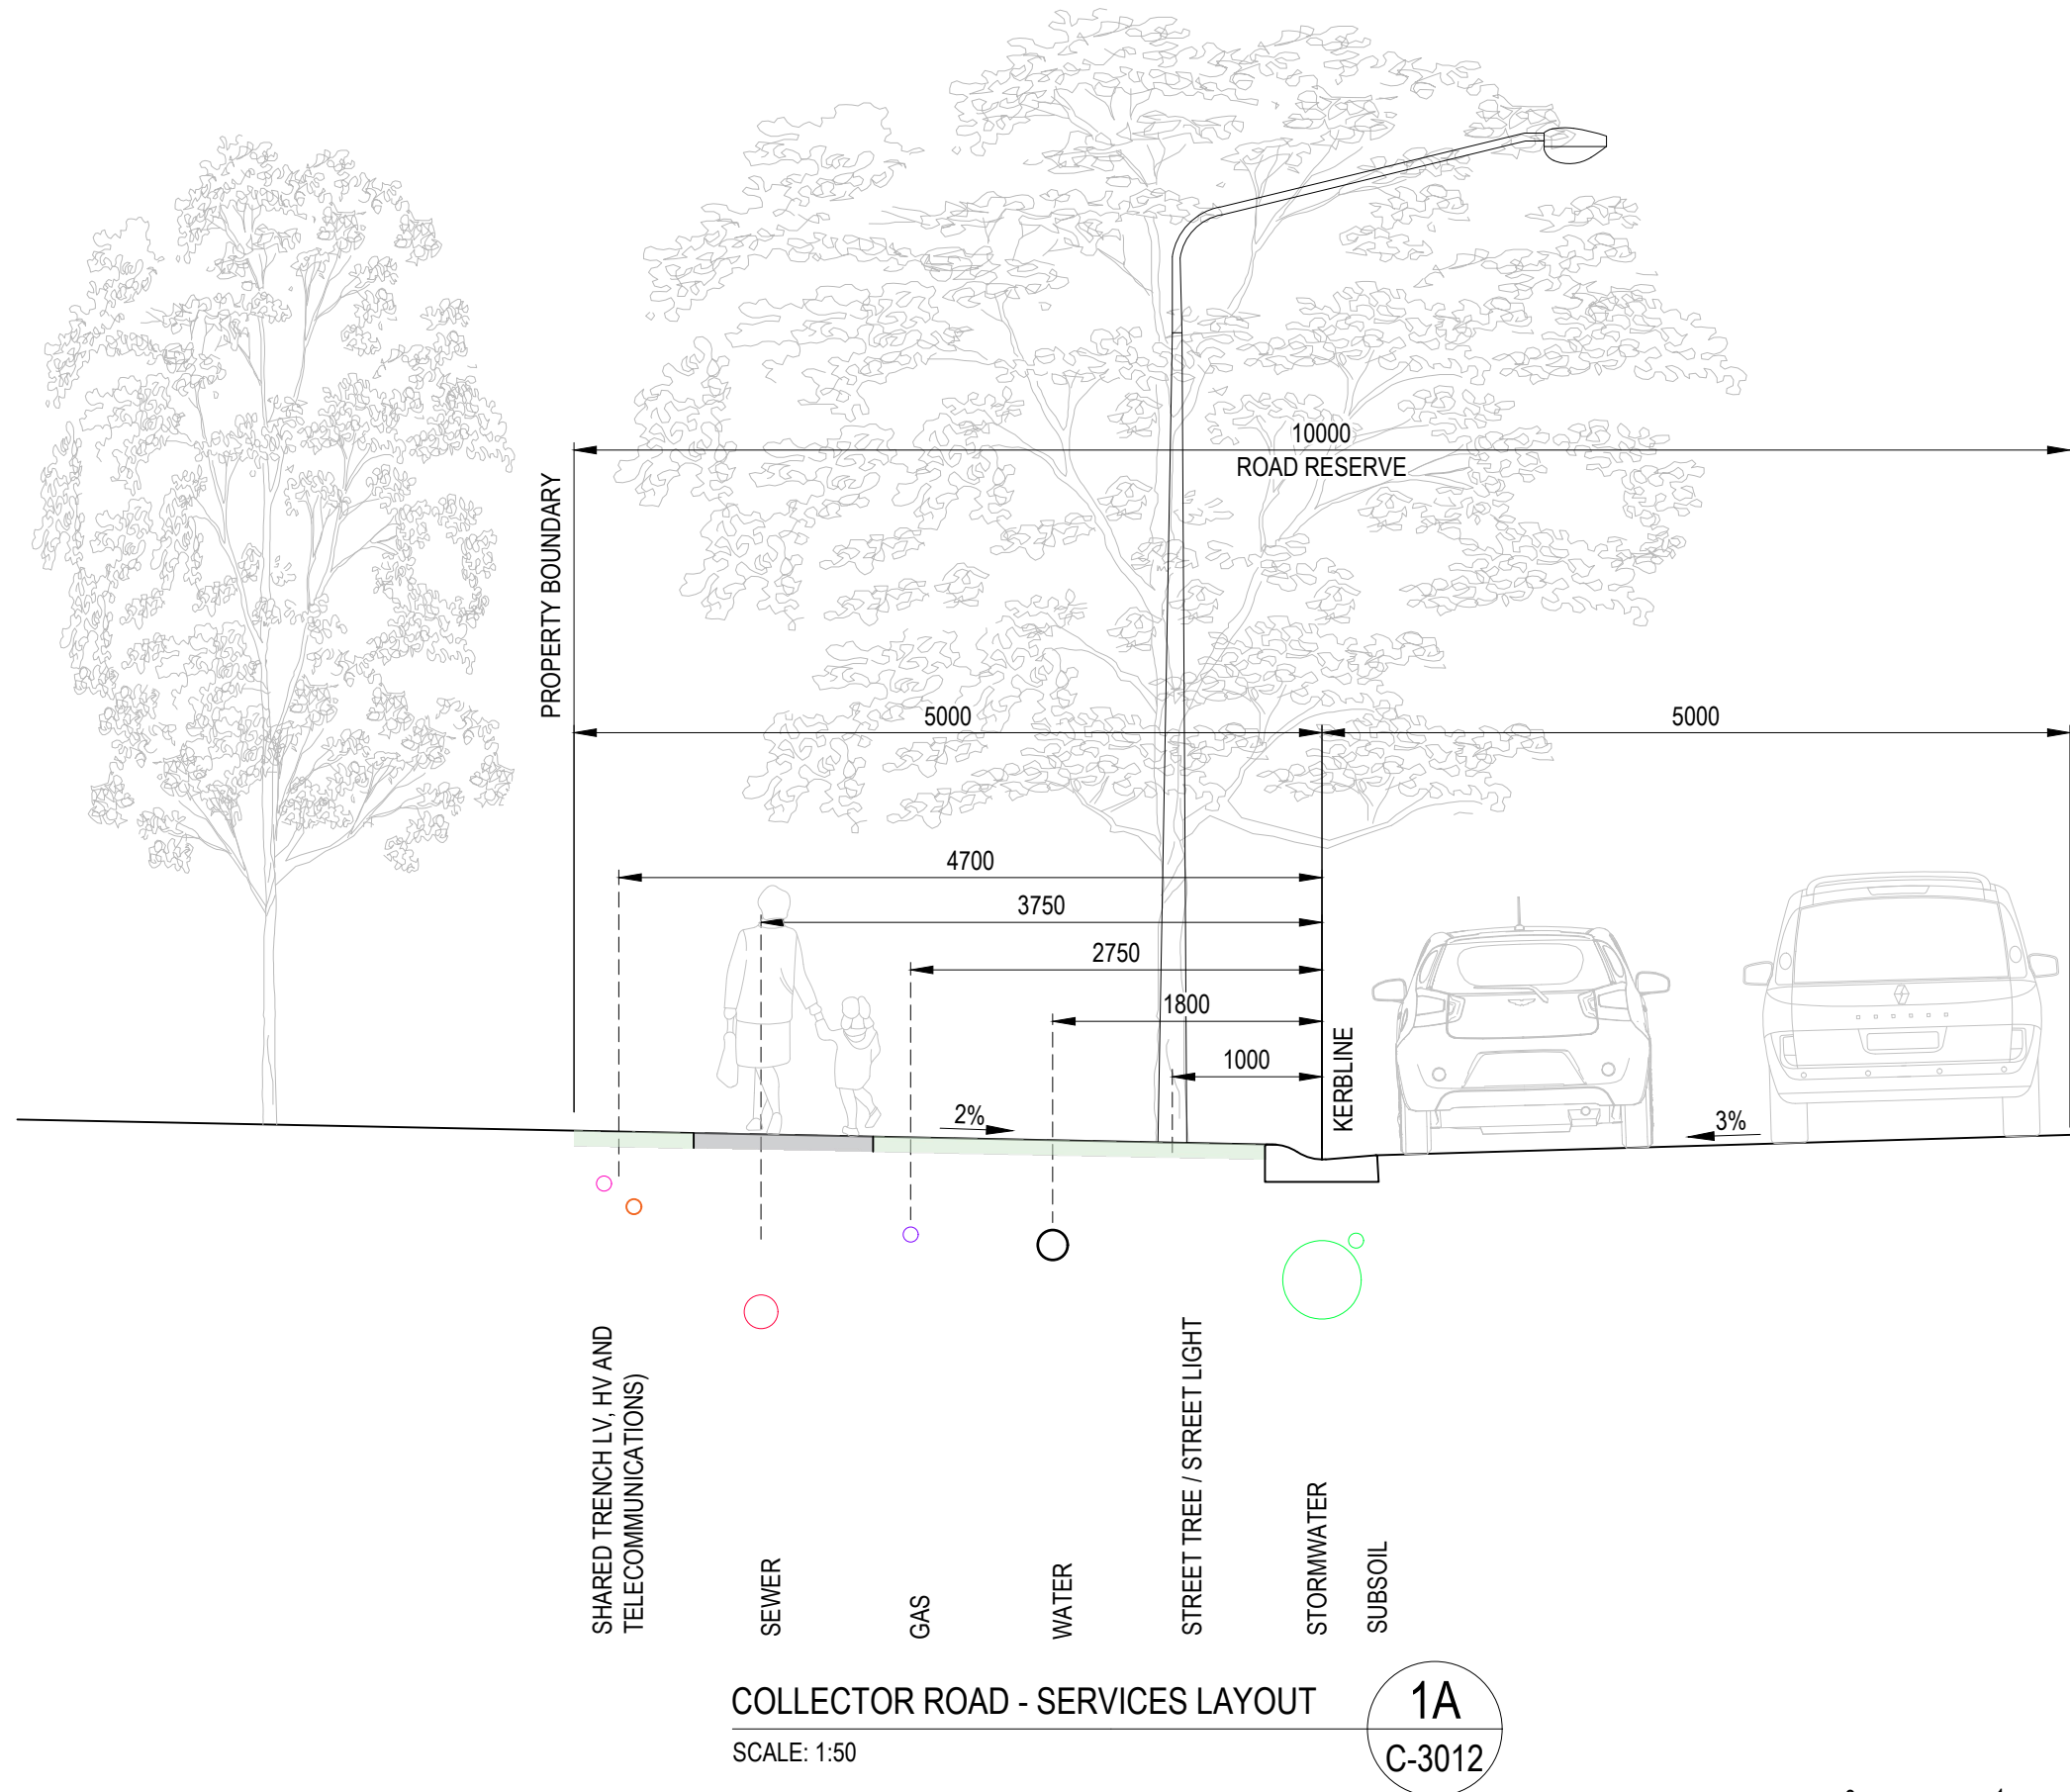 10000
ROAD RESERVE
PROPERTY BOUNDARY
5000
5000
4700
3750
2750
1800
1000
KERBLINE
2%
3%
SHARED TRENCH LV, HV AND
TELECOMMUNICATIONS)
SEWER
GAS
WATER
STREET TREE / STREET LIGHT
STORMWATER
SUBSOIL
COLLECTOR ROAD - SERVICES LAYOUT
SCALE: 1:50
1A
C-3012